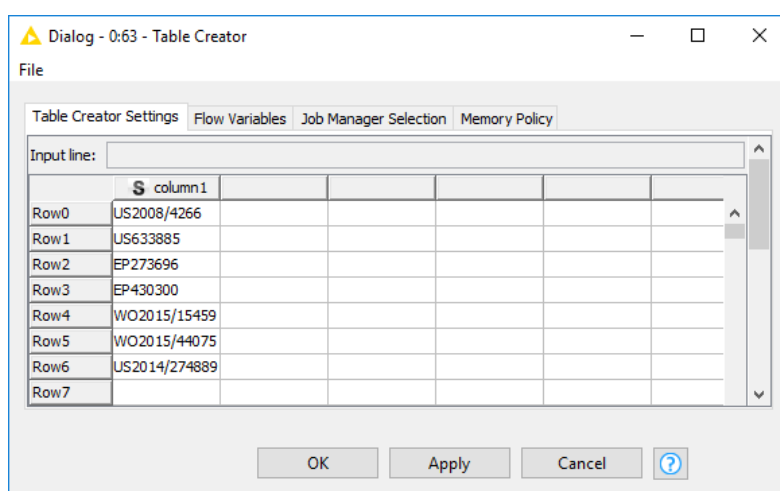 Dialog - 0:63 - Table Creator
File
Table Creator Settings Flow Variables Job Manager Selection Memory Policy
Input line:
S column1
Row0 US2008/4266
Row1 US633885
Row2 EP273696
Row3 EP430300
Row4 WO2015/15459
Row5 WO2015/44075
Row6 US2014/274889
Row7
OK Apply Cancel ?